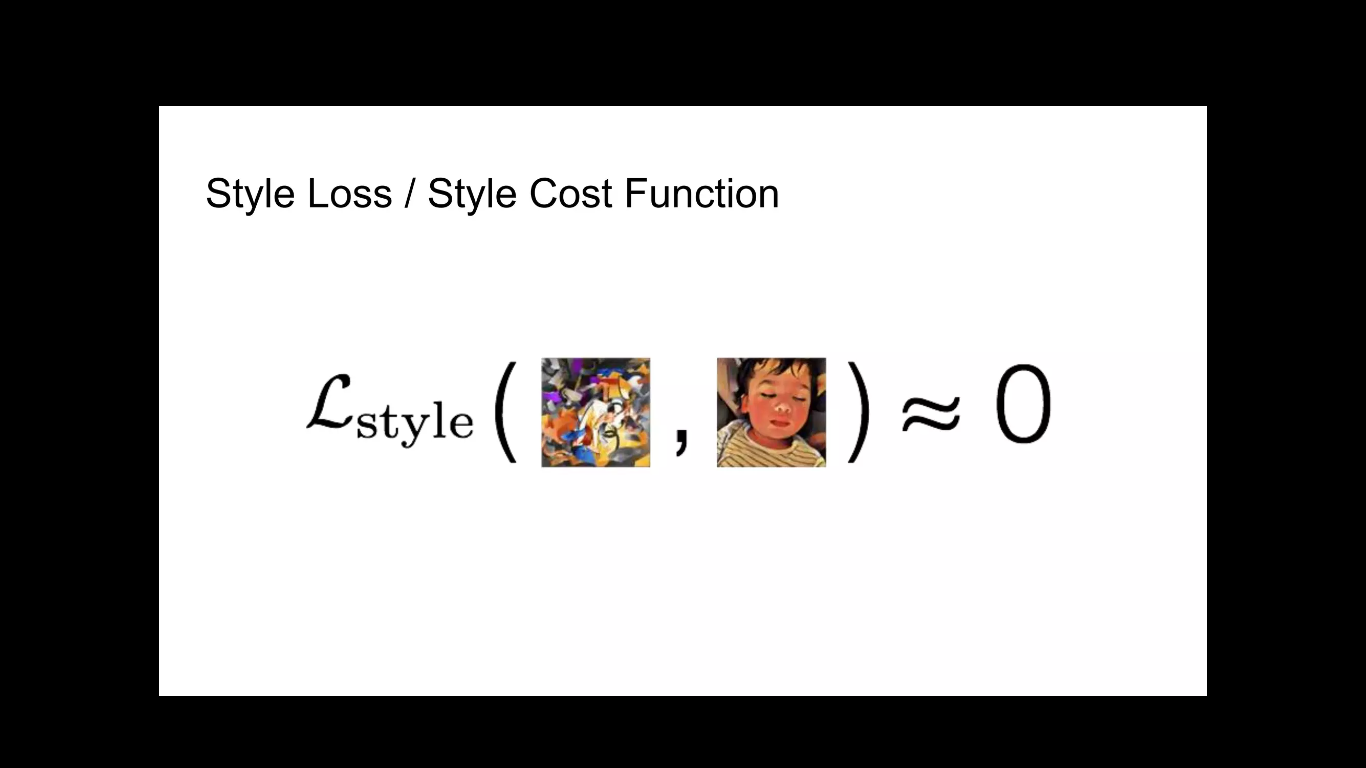 Style Loss / Style Cost Function
ℒstyle ( , ) ≈ 0